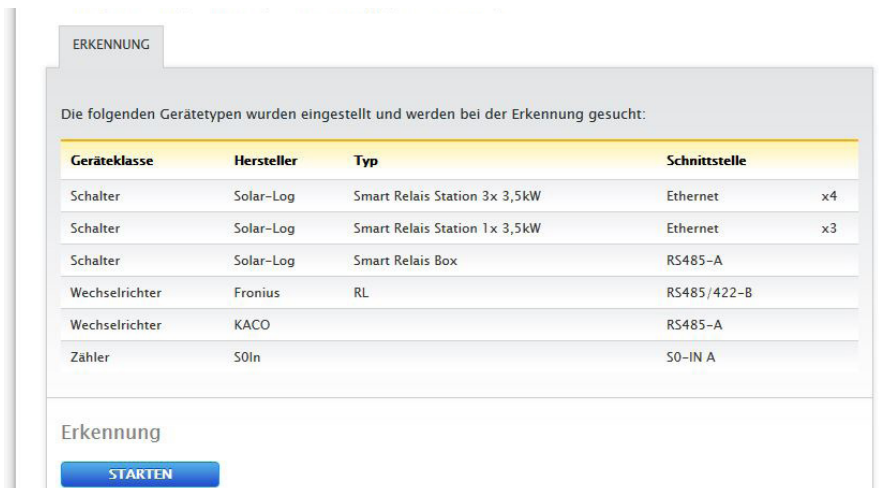 ERKENNUNG
Die folgenden Gerätetypen wurden eingestellt und werden bei der Erkennung gesucht:
Geräteklasse Hersteller Typ Schnittstelle
Schalter Solar-Log Smart Relais Station 3x 3,5kW Ethernet x4
Schalter Solar-Log Smart Relais Station 1x 3,5kW Ethernet x3
Schalter Solar-Log Smart Relais Box RS485-A
Wechselrichter Fronius RL RS485/422-B
Wechselrichter KACO RS485-A
Zähler S0In S0-IN A
Erkennung
STARTEN